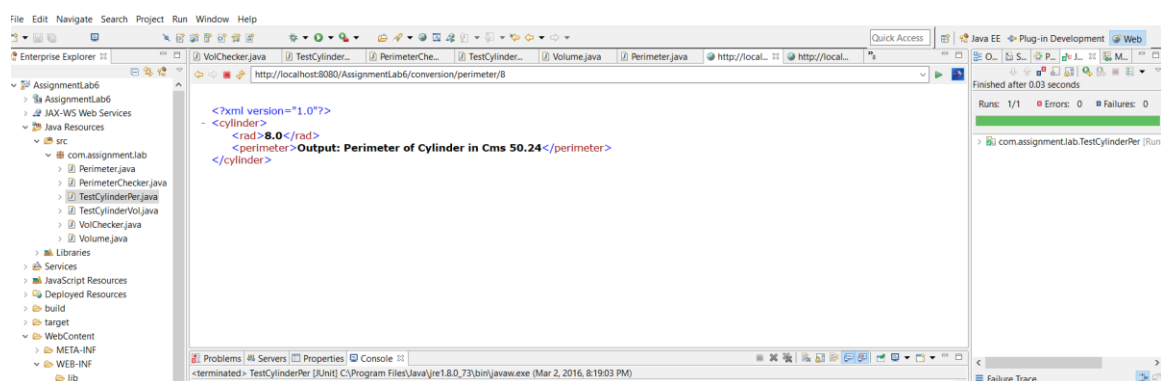 File Edit Navigate Search Project Run Window Help
Quick Access Java EE Plug-in Development Web
Enterprise Explorer
AssignmentLab6
AssignmentLab6
JAX-WS Web Services
Java Resources
src
com.assignment.lab
Perimeter.java
PerimeterChecker.java
TestCylinderPer.java
TestCylinderVol.java
VolChecker.java
Volume.java
Libraries
Services
JavaScript Resources
Deployed Resources
build
target
WebContent
META-INF
WEB-INF
lib
VolChecker.java TestCylinder... PerimeterChe... TestCylinder... Volume.java Perimeter.java http://local... http://local...
http://localhost:8080/AssignmentLab6/conversion/perimeter/8
<?xml version="1.0"?>
- <cylinder>
<rad>8.0</rad>
<perimeter>Output: Perimeter of Cylinder in Cms 50.24</perimeter>
</cylinder>
Problems Servers Properties Console
<terminated> TestCylinderPer [JUnit] C:\Program Files\Java\jre1.8.0_73\bin\javaw.exe (Mar 2, 2016, 8:19:03 PM)
O... S... P... J... M...
Finished after 0.03 seconds
Runs: 1/1 Errors: 0 Failures: 0
com.assignment.lab.TestCylinderPer [Run
Failure Trace